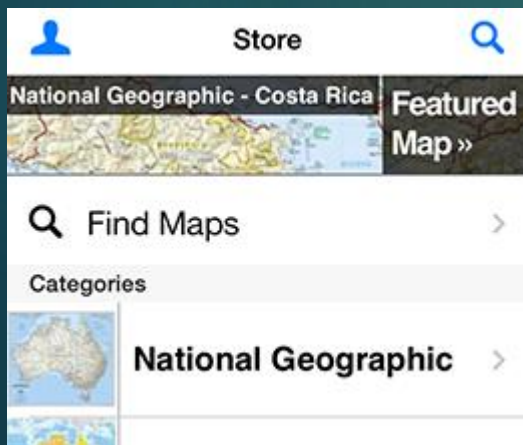 Store
National Geographic - Costa Rica
Featured
Map »
Find Maps
Categories
National Geographic